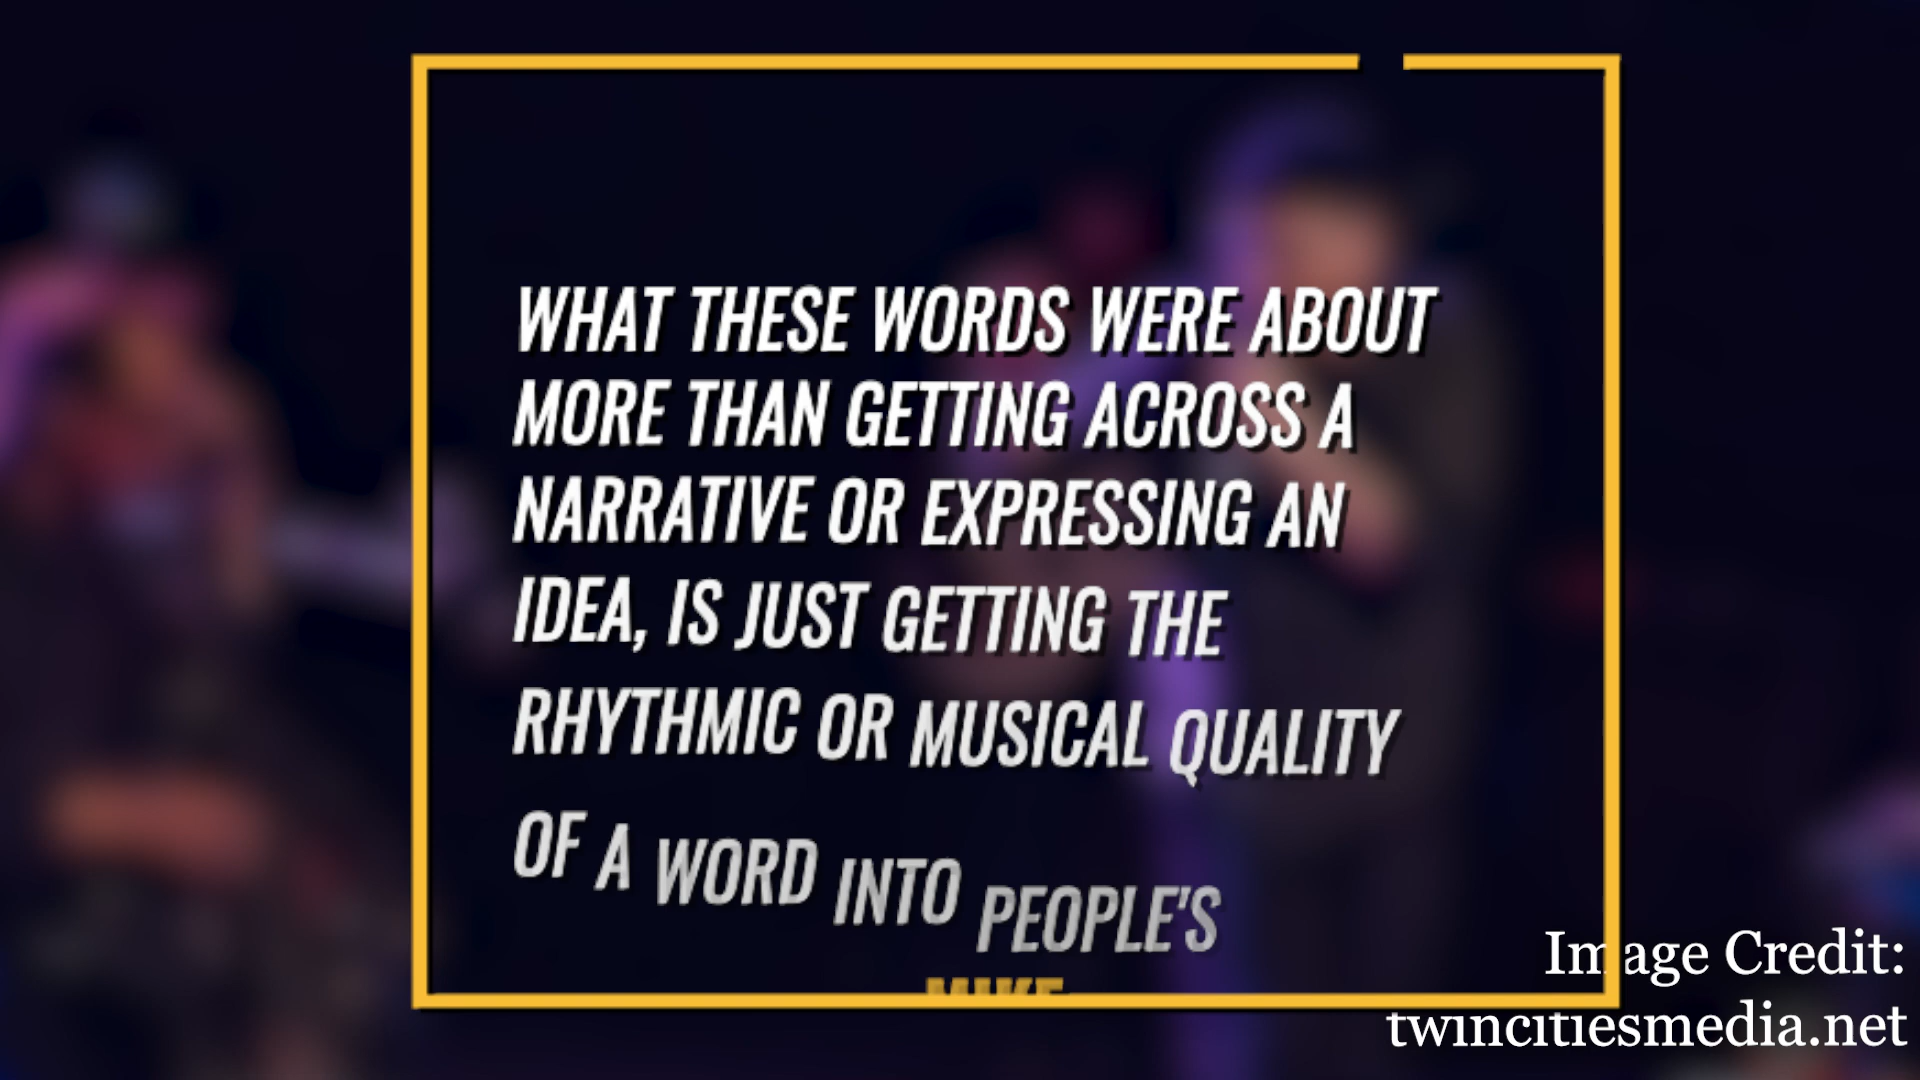 WHAT THESE WORDS WERE ABOUT
MORE THAN GETTING ACROSS A
NARRATIVE OR EXPRESSING AN
IDEA, IS JUST GETTING THE
RHYTHMIC OR MUSICAL QUALITY
OF A WORD INTO PEOPLE'S
Image Credit:
twincitiesmedia.net